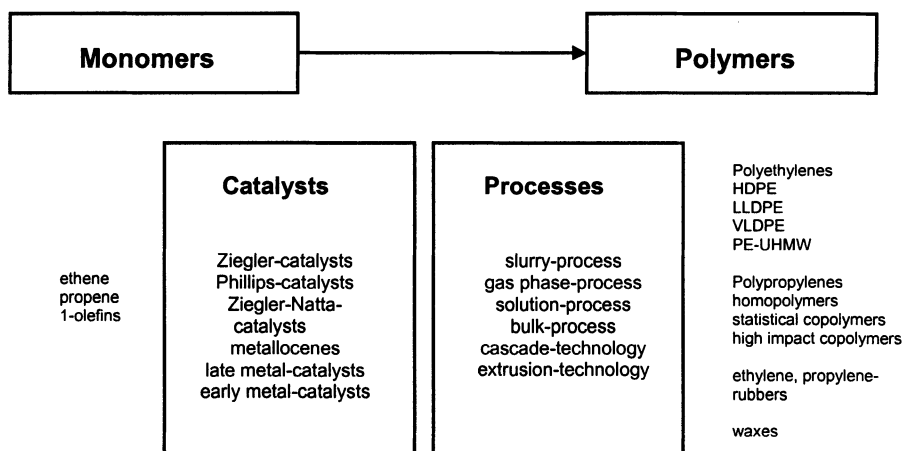 Monomers
Polymers
Catalysts
Processes
ethene
propene
1-olefins
Ziegler-catalysts
Phillips-catalysts
Ziegler-Natta-
catalysts
metallocenes
late metal-catalysts
early metal-catalysts
slurry-process
gas phase-process
solution-process
bulk-process
cascade-technology
extrusion-technology
Polyethylenes
HDPE
LLDPE
VLDPE
PE-UHMW
Polypropylenes
homopolymers
statistical copolymers
high impact copolymers
ethylene, propylene-
rubbers
waxes